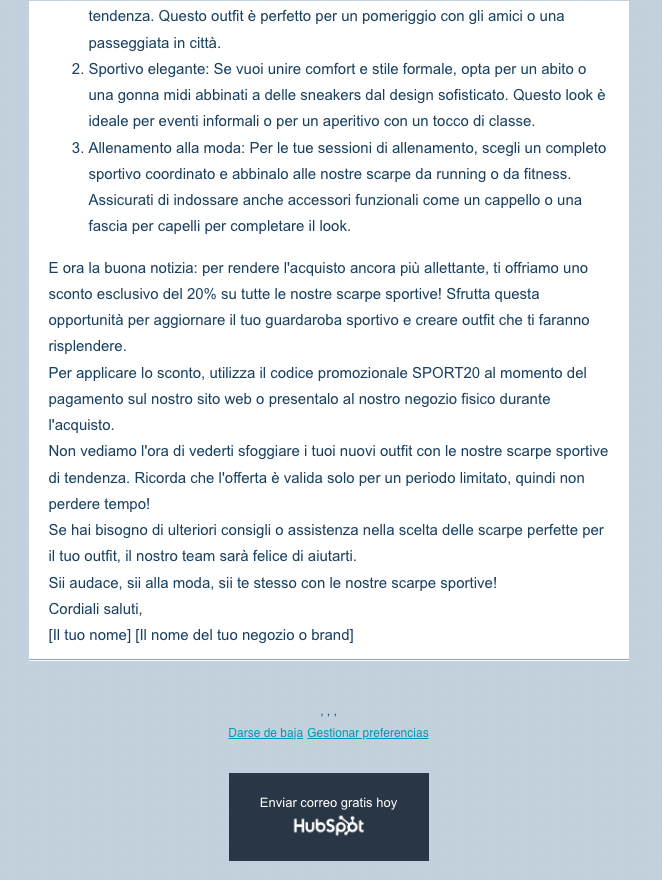 tendenza. Questo outfit è perfetto per un pomeriggio con gli amici o una
passeggiata in città.
2. Sportivo elegante: Se vuoi unire comfort e stile formale, opta per un abito o
una gonna midi abbinati a delle sneakers dal design sofisticato. Questo look è
ideale per eventi informali o per un aperitivo con un tocco di classe.
3. Allenamento alla moda: Per le tue sessioni di allenamento, scegli un completo
sportivo coordinato e abbinalo alle nostre scarpe da running o da fitness.
Assicurati di indossare anche accessori funzionali come un cappello o una
fascia per capelli per completare il look.
E ora la buona notizia: per rendere l'acquisto ancora più allettante, ti offriamo uno
sconto esclusivo del 20% su tutte le nostre scarpe sportive! Sfrutta questa
opportunità per aggiornare il tuo guardaroba sportivo e creare outfit che ti faranno
risplendere.
Per applicare lo sconto, utilizza il codice promozionale SPORT20 al momento del
pagamento sul nostro sito web o presentalo al nostro negozio fisico durante
l'acquisto.
Non vediamo l'ora di vederti sfoggiare i tuoi nuovi outfit con le nostre scarpe sportive
di tendenza. Ricorda che l'offerta è valida solo per un periodo limitato, quindi non
perdere tempo!
Se hai bisogno di ulteriori consigli o assistenza nella scelta delle scarpe perfette per
il tuo outfit, il nostro team sarà felice di aiutarti.
Sii audace, sii alla moda, sii te stesso con le nostre scarpe sportive!
Cordiali saluti,
[Il tuo nome] [Il nome del tuo negozio o brand]
, , ,
Darse de baja Gestionar preferencias
Enviar correo gratis hoy
HubSpot